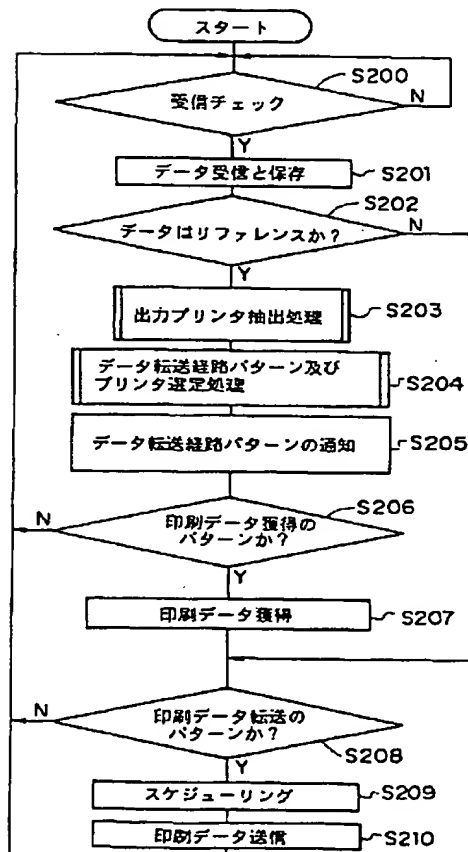 スタート
S200
受信チェック
N
Y
データ受信と保存
S201
S202
データはリファレンスか?
N
Y
出力プリンタ抽出処理
S203
データ転送経路パターン及び
プリンタ選定処理
S204
データ転送経路パターンの通知
S205
S206
N
印刷データ獲得の
パターンか?
Y
印刷データ獲得
S207
N
印刷データ転送の
パターンか?
S208
Y
スケジューリング
S209
印刷データ送信
S210